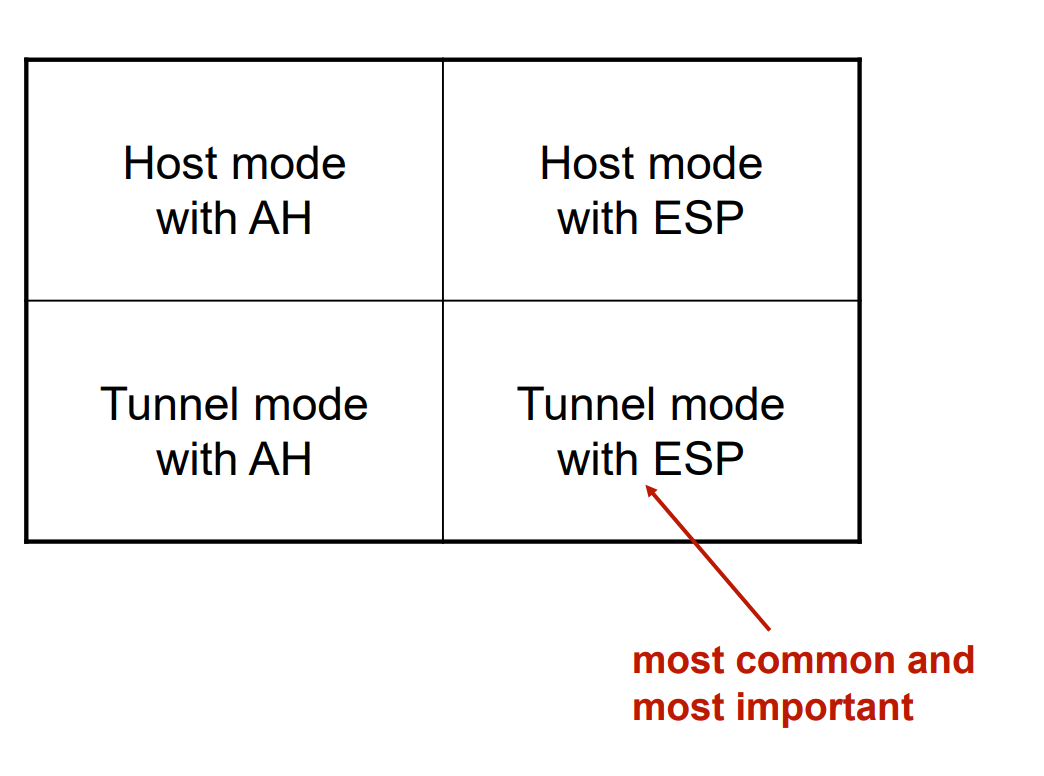 Host mode
with AH
Host mode
with ESP
Tunnel mode
with AH
Tunnel mode
with ESP
most common and
most important